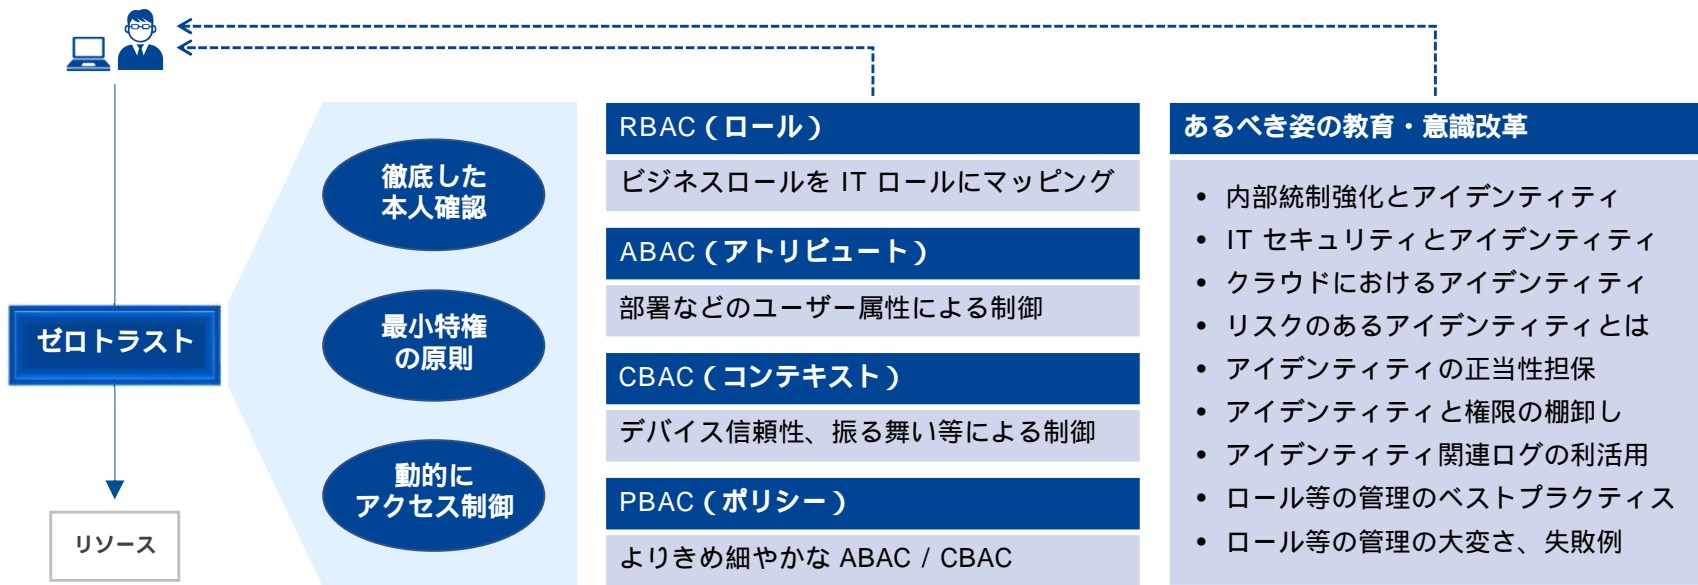 ゼロトラスト
リソース
徹底した
本人確認
最小特権
の原則
動的に
アクセス制御
RBAC（ロール）
ビジネスロールを IT ロールにマッピング
ABAC（アトリビュート）
部署などのユーザー属性による制御
CBAC（コンテキスト）
デバイス信頼性、振る舞い等による制御
PBAC（ポリシー）
よりきめ細やかな ABAC / CBAC
あるべき姿の教育・意識改革
• 内部統制強化とアイデンティティ
• IT セキュリティとアイデンティティ
• クラウドにおけるアイデンティティ
• リスクのあるアイデンティティとは
• アイデンティティの正当性担保
• アイデンティティと権限の棚卸し
• アイデンティティ関連ログの利活用
• ロール等の管理のベストプラクティス
• ロール等の管理の大変さ、失敗例